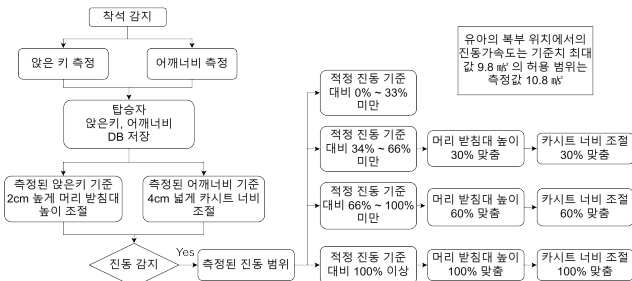 착석 감지
앉은 키 측정
어깨너비 측정
탑승자
앉은키, 어깨너비
DB 저장
측정된 앉은키 기준
2cm 높게 머리 받침대
높이 조절
측정된 어깨너비 기준
4cm 넓게 카시트 너비
조절
진동 감지
Yes
측정된 진동 범위
적정 진동 기준
대비 0% ~ 33%
미만
적정 진동 기준
대비 34% ~ 66%
미만
머리 받침대 높이
30% 맞춤
카시트 너비 조절
30% 맞춤
적정 진동 기준
대비 66% ~ 100%
미만
머리 받침대 높이
60% 맞춤
카시트 너비 조절
60% 맞춤
적정 진동 기준
대비 100% 이상
머리 받침대 높이
100% 맞춤
카시트 너비 조절
100% 맞춤
유아의 복부 위치에서의
진동가속도는 기준치 최대
값 9.8 ㎨ 의 허용 범위는
측정값 10.8 ㎨